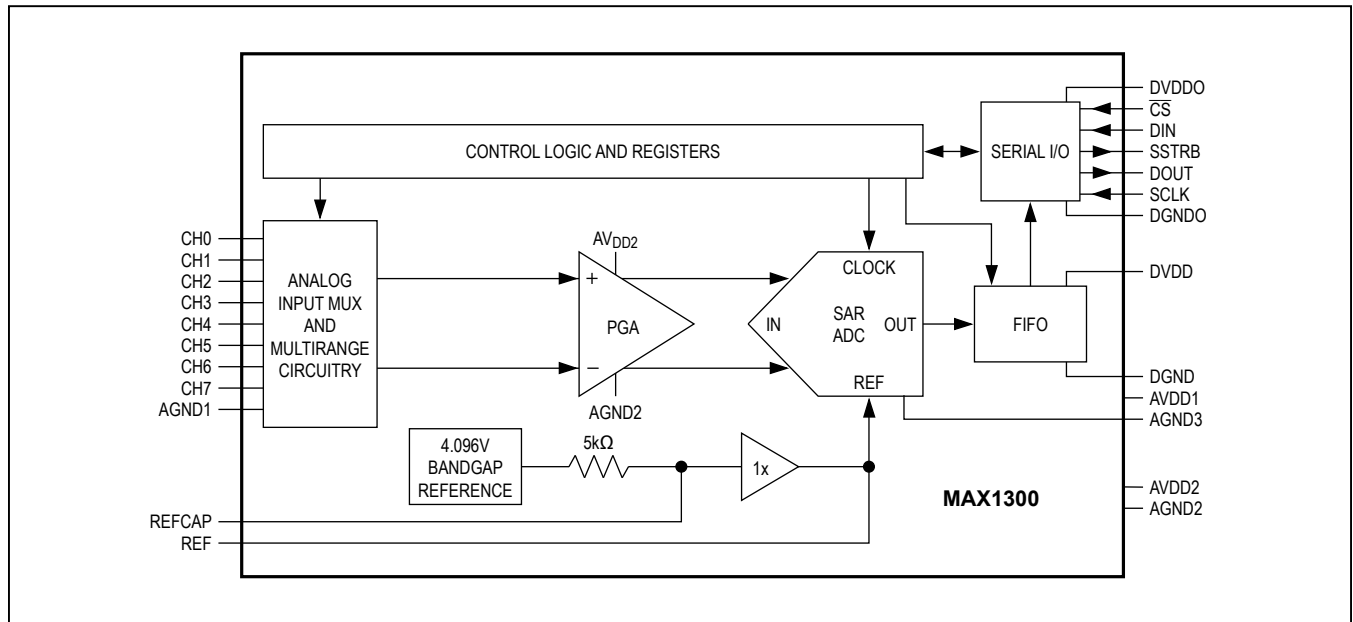 CONTROL LOGIC AND REGISTERS
SERIAL I/O
DVDDO
CS
DIN
SSTRB
DOUT
SCLK
DGNDO
CH0
CH1
CH2
CH3
CH4
CH5
CH6
CH7
AGND1
ANALOG
INPUT MUX
AND
MULTIRANGE
CIRCUITRY
AVDD2
+
PGA
−
AGND2
CLOCK
IN
SAR
ADC
OUT
REF
FIFO
DVDD
DGND
AVDD1
AGND3
4.096V
BANDGAP
REFERENCE
5kΩ
1x
MAX1300
AVDD2
AGND2
REFCAP
REF